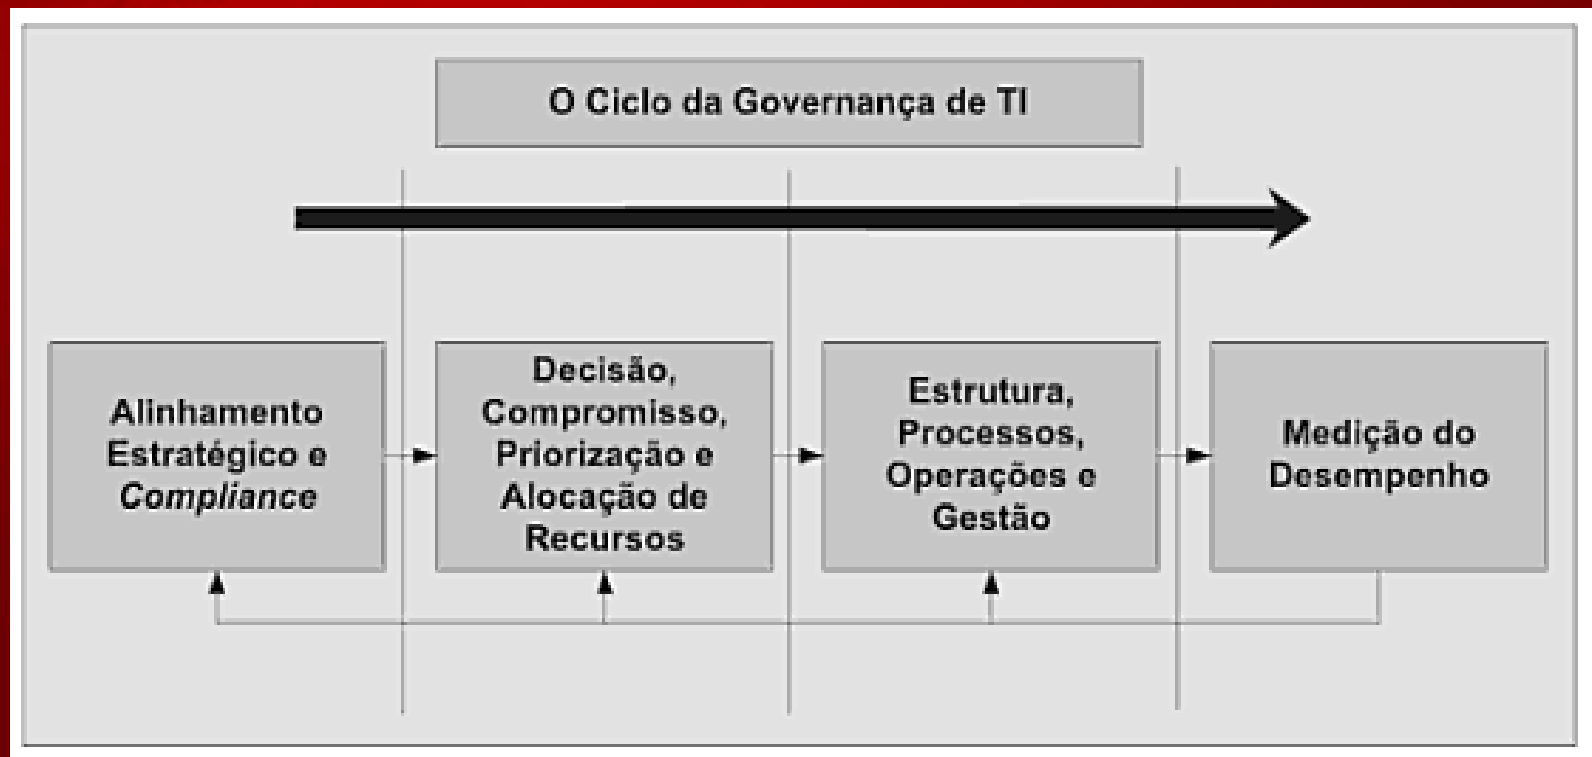 O Ciclo da Governança de TI
Alinhamento
Estratégico e
Compliance
Decisão,
Compromisso,
Priorização e
Alocação de
Recursos
Estrutura,
Processos,
Operações e
Gestão
Medição do
Desempenho